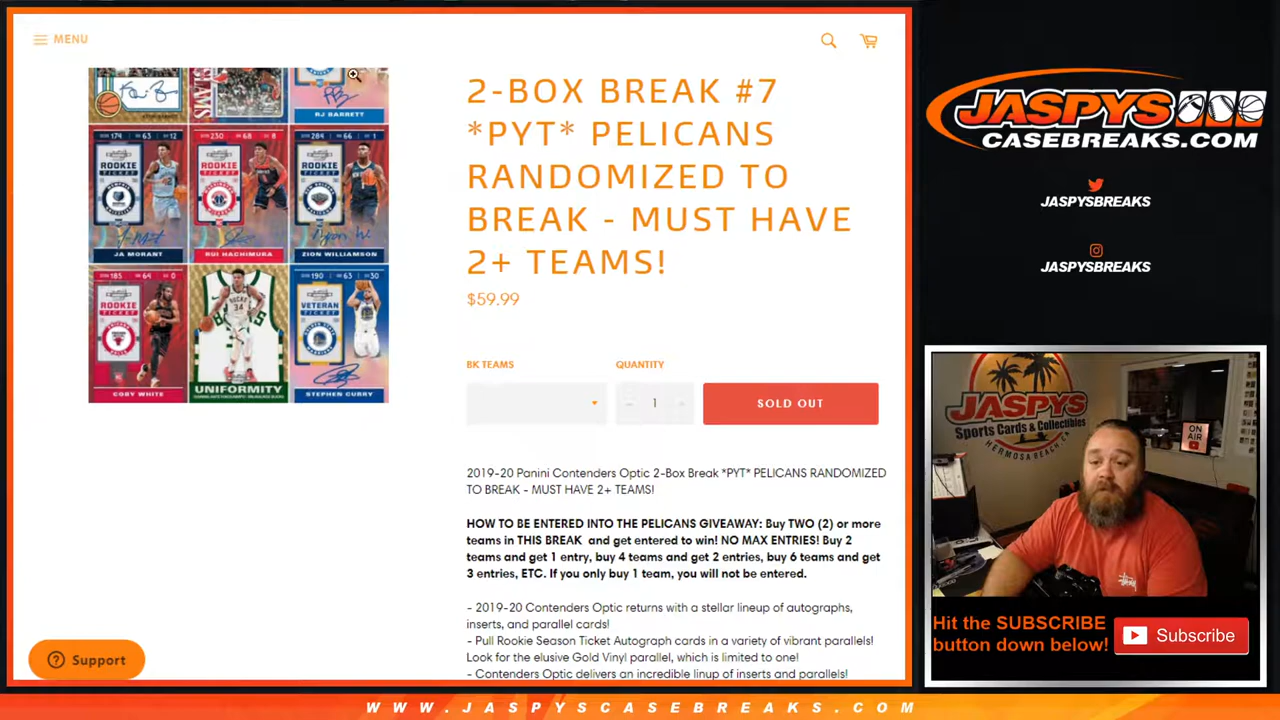 MENU
2-BOX BREAK #7
*PYT* PELICANS
RANDOMIZED TO
BREAK - MUST HAVE
2+ TEAMS!
$59.99
BK TEAMS
QUANTITY
1
SOLD OUT
2019-20 Panini Contenders Optic 2-Box Break *PYT* PELICANS RANDOMIZED
TO BREAK - MUST HAVE 2+ TEAMS!
HOW TO BE ENTERED INTO THE PELICANS GIVEAWAY: Buy TWO (2) or more
teams in THIS BREAK and get entered to win! NO MAX ENTRIES! Buy 2
teams and get 1 entry, buy 4 teams and get 2 entries, buy 6 teams and get
3 entries, ETC. If you only buy 1 team, you will not be entered.
- 2019-20 Contenders Optic returns with a stellar lineup of autographs,
inserts, and parallel cards!
- Pull Rookie Season Ticket Autograph cards in a variety of vibrant parallels!
Look for the elusive Gold Vinyl parallel, which is limited to one!
- Contenders Optic delivers an incredible lineup of inserts and parallels!
RJ BARRETT
ROOKIE TICKET
ROOKIE TICKET
ROOKIE TICKET
JA MORANT
RUI HACHIMURA
ZION WILLIAMSON
ROOKIE TICKET
34
VETERAN TICKET
COBY WHITE
UNIFORMITY
STEPHEN CURRY
Support
JASPYS
CASEBREAKS.COM
JASPYSBREAKS
JASPYSBREAKS
JASPYS
Sports Cards & Collectibles
HERMOSA BEACH, CA
ON AIR
Hit the SUBSCRIBE
button down below!
Subscribe
WWW.JASPYSCASEBREAKS.COM